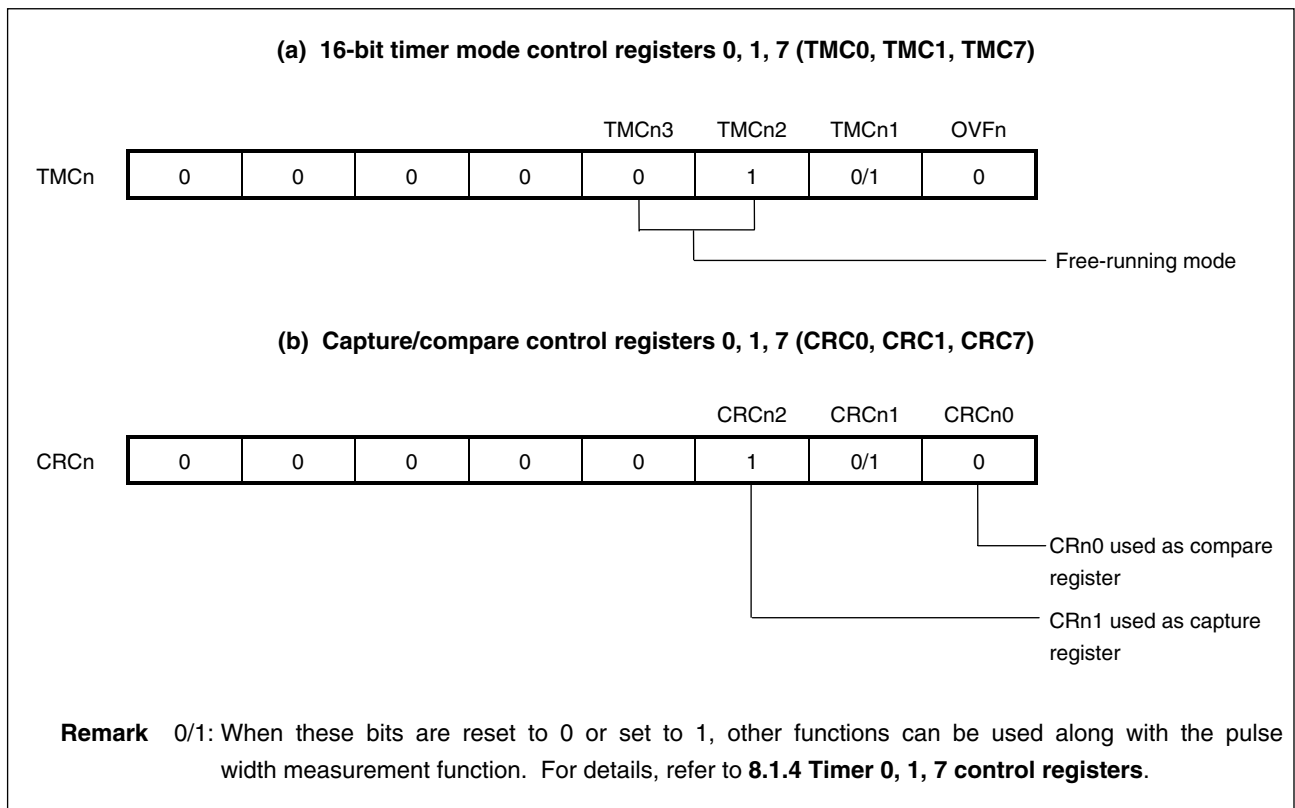 (a) 16-bit timer mode control registers 0, 1, 7 (TMC0, TMC1, TMC7)
TMCn3 TMCn2 TMCn1 OVFn
TMCn 0 0 0 0 0 1 0/1 0
Free-running mode
(b) Capture/compare control registers 0, 1, 7 (CRC0, CRC1, CRC7)
CRCn2 CRCn1 CRCn0
CRCn 0 0 0 0 0 1 0/1 0
CRn0 used as compare
register
CRn1 used as capture
register
Remark 0/1: When these bits are reset to 0 or set to 1, other functions can be used along with the pulse
width measurement function. For details, refer to 8.1.4 Timer 0, 1, 7 control registers.